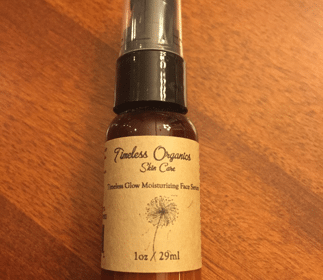 Timeless Organics
Skin Care
Timeless Glow Moisturizing Face Serum
1oz / 29ml